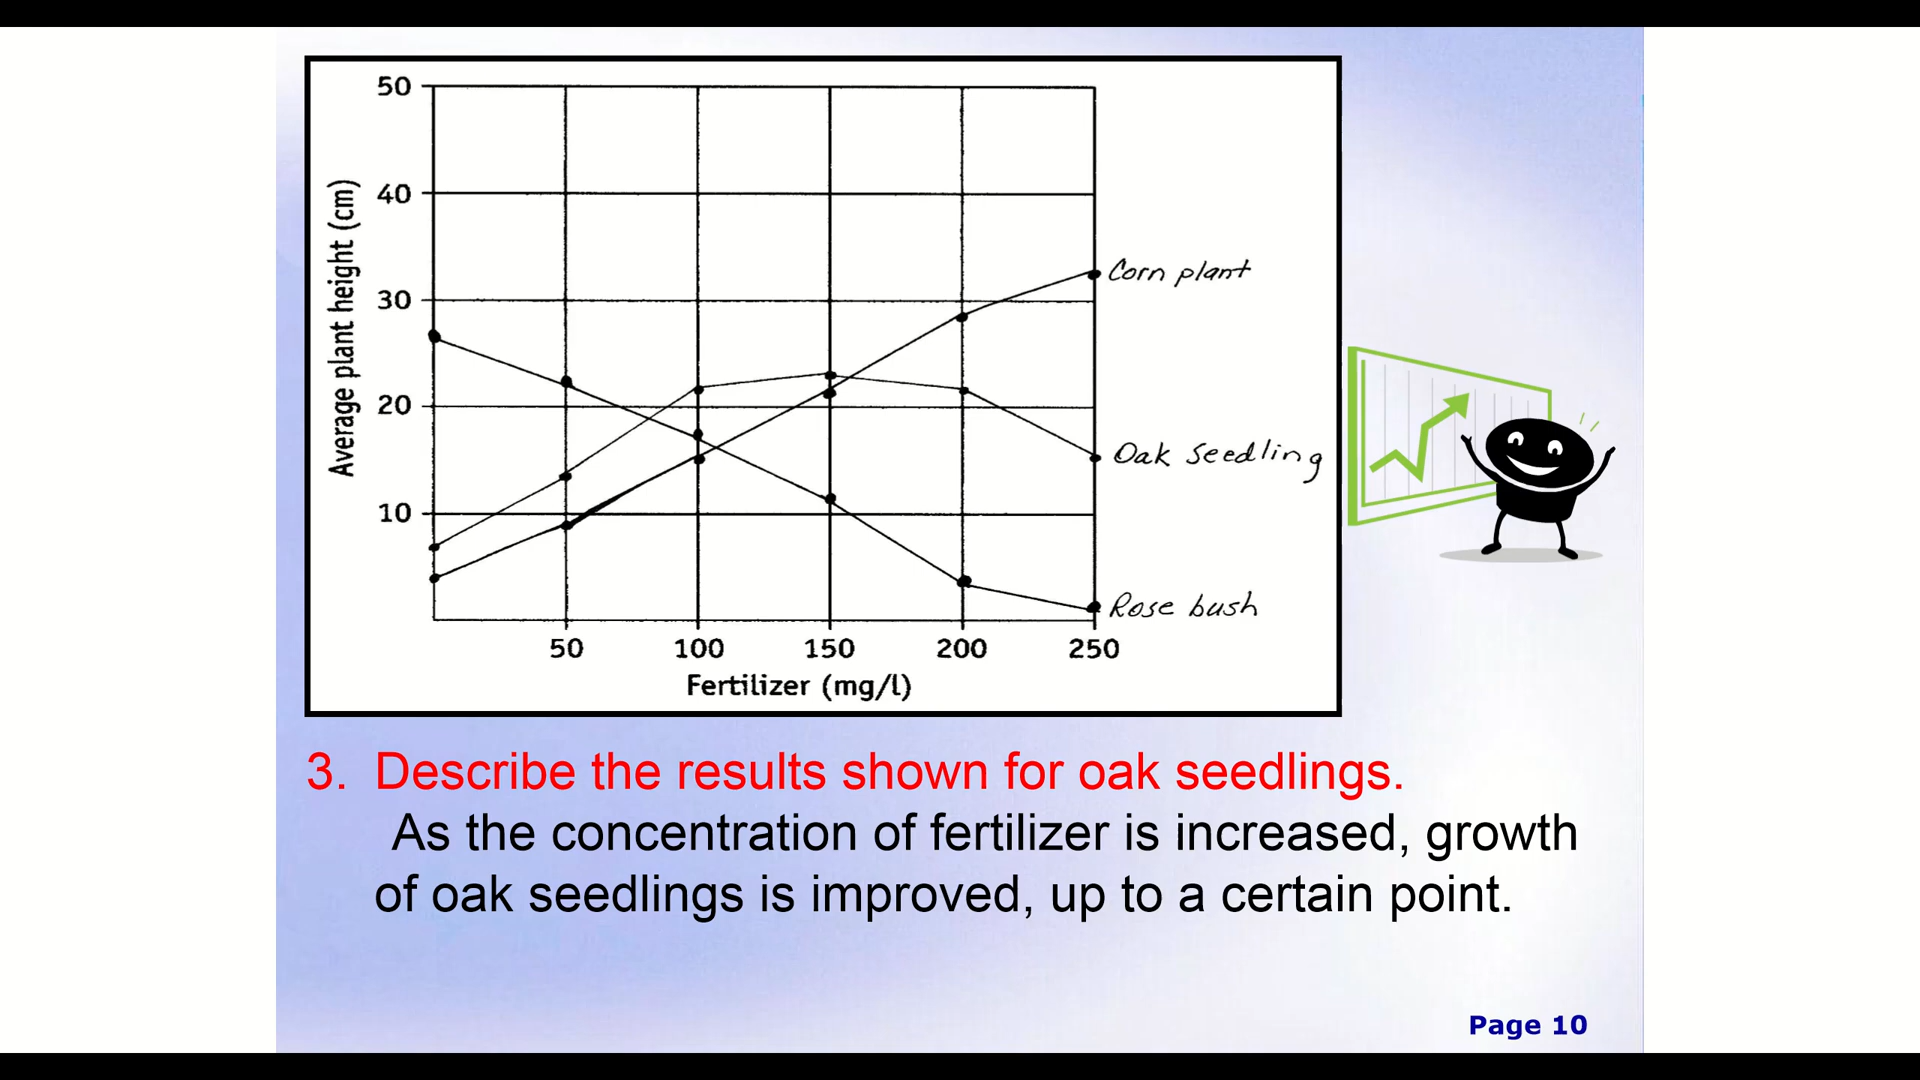 50
40
30
20
10
Average plant height (cm)
Corn plant
Oak seedling
Rose bush
50 100 150 200 250
Fertilizer (mg/l)
3. Describe the results shown for oak seedlings.
As the concentration of fertilizer is increased, growth
of oak seedlings is improved, up to a certain point.
Page 10